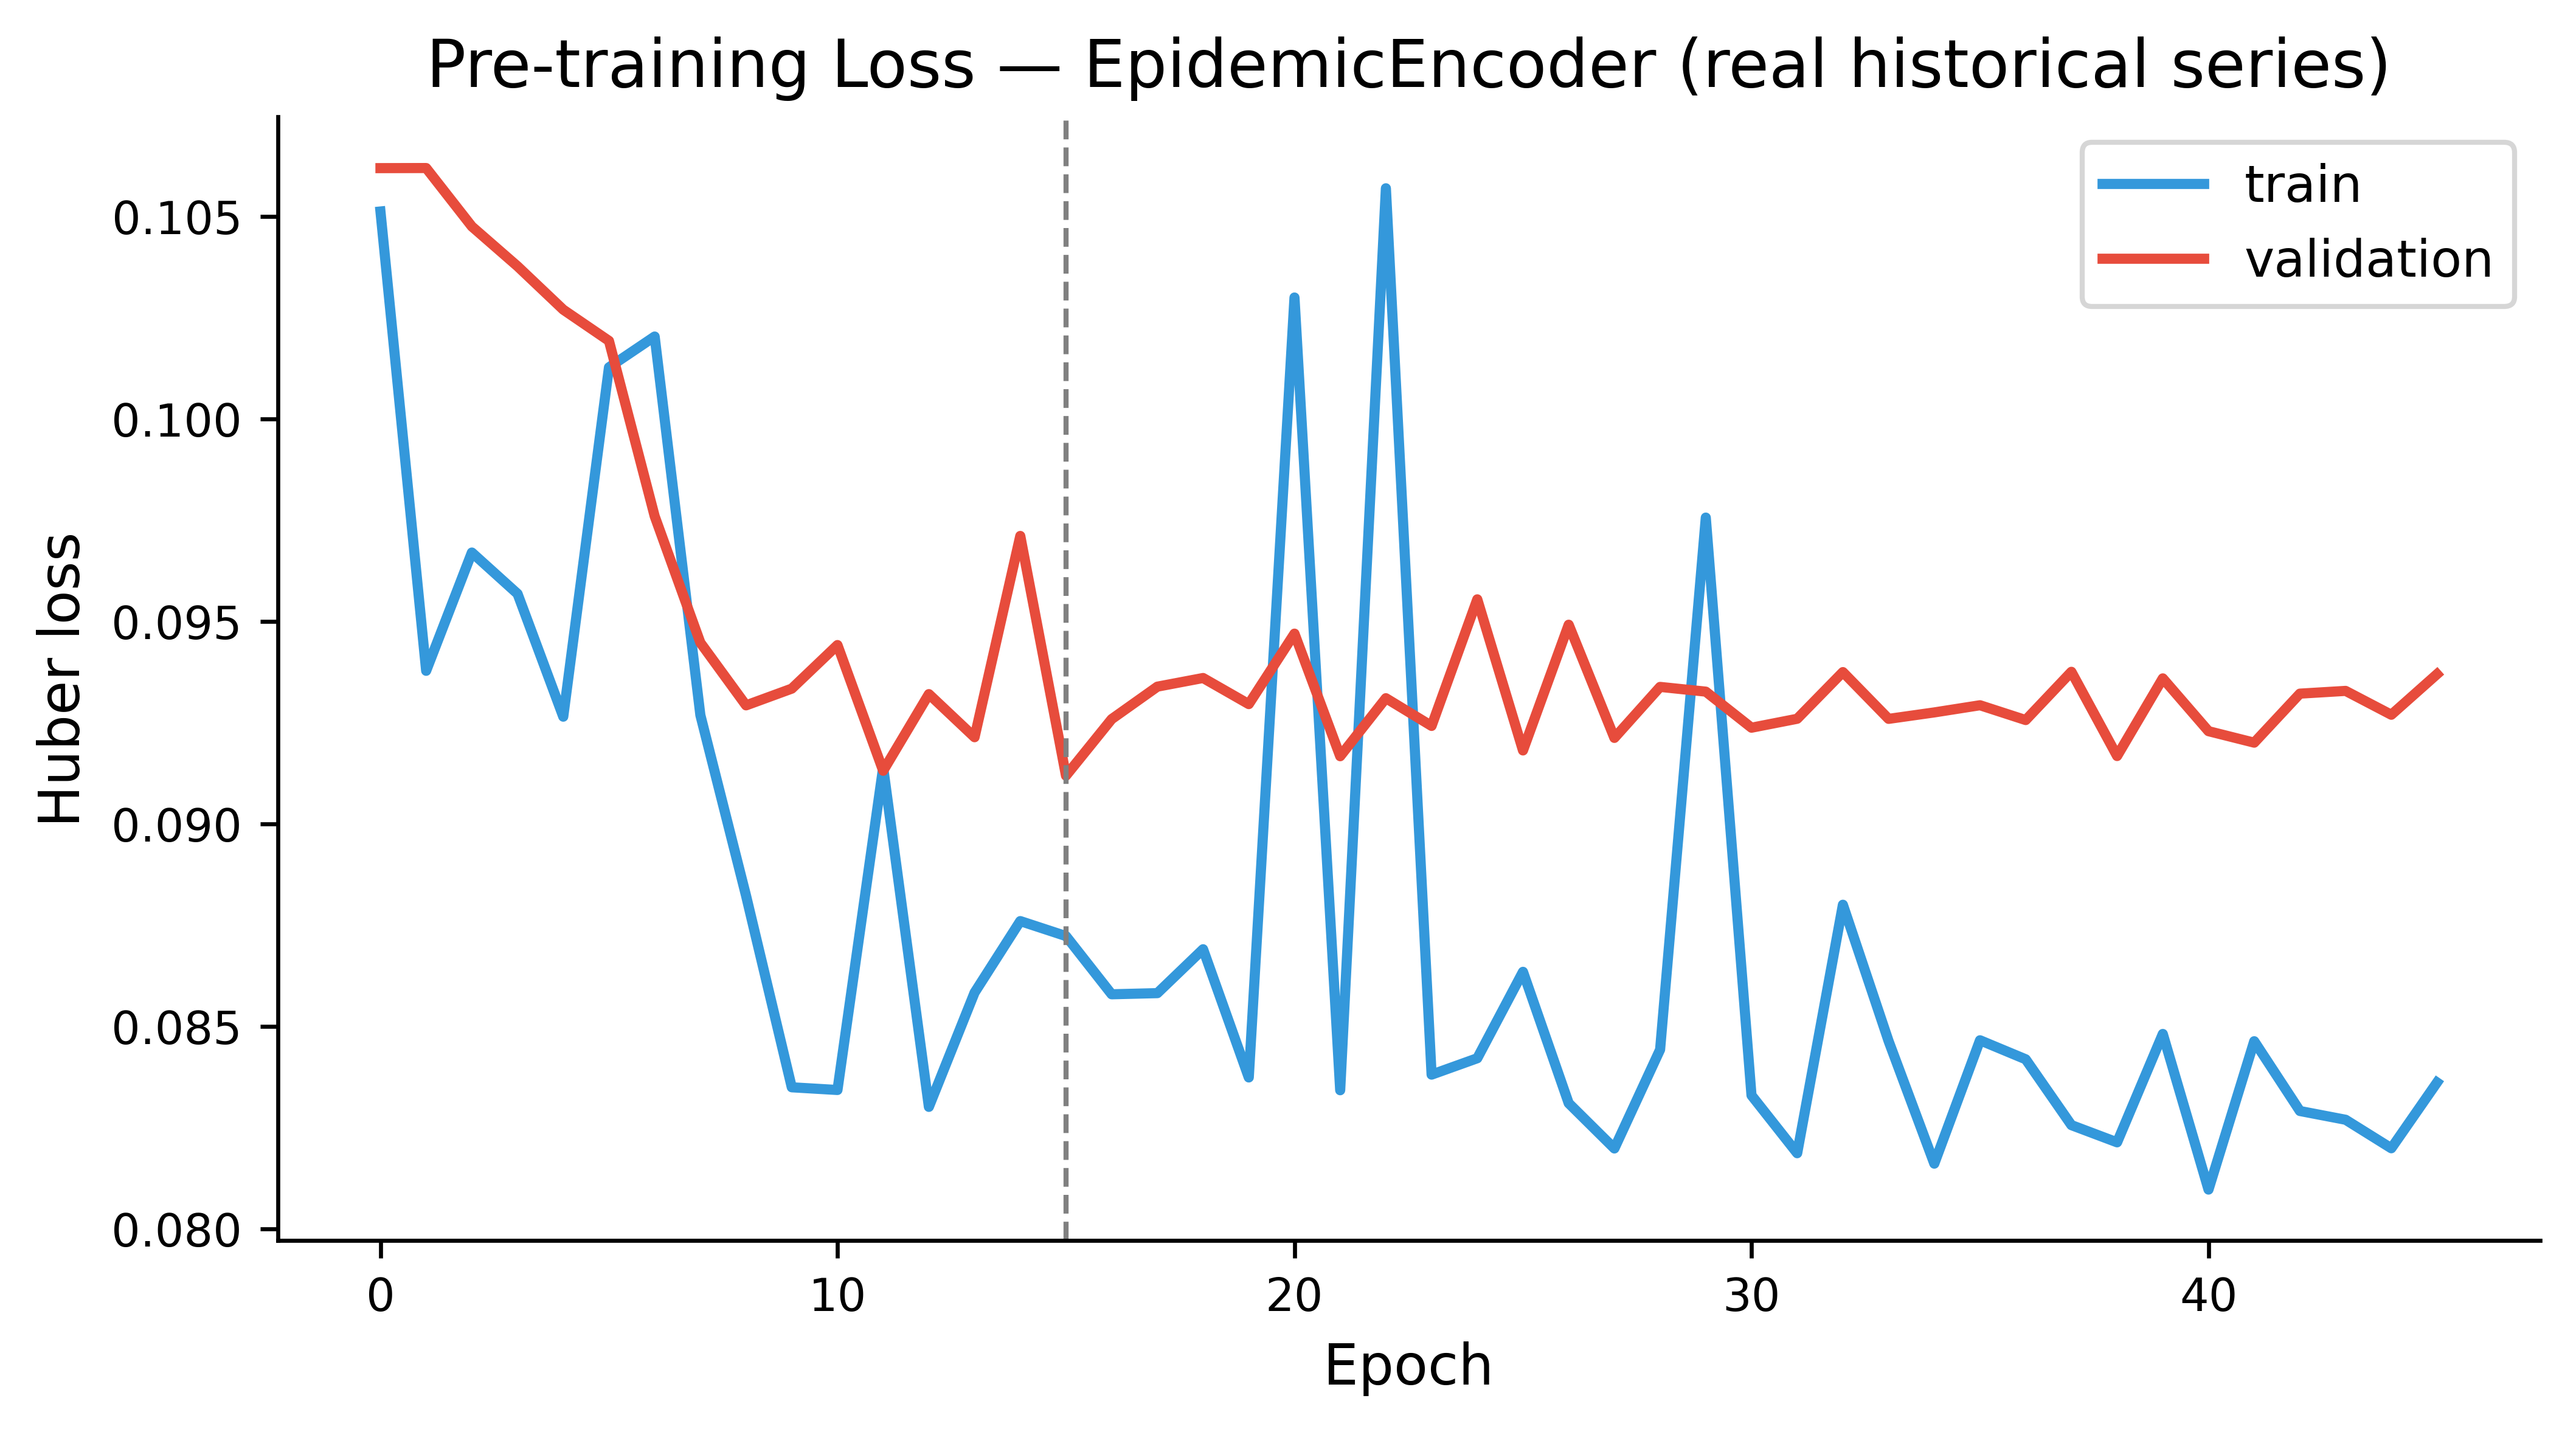 Pre-training Loss — EpidemicEncoder (real historical series)
train
validation
Huber loss
0.105
0.100
0.095
0.090
0.085
0.080
0
10
20
30
40
Epoch